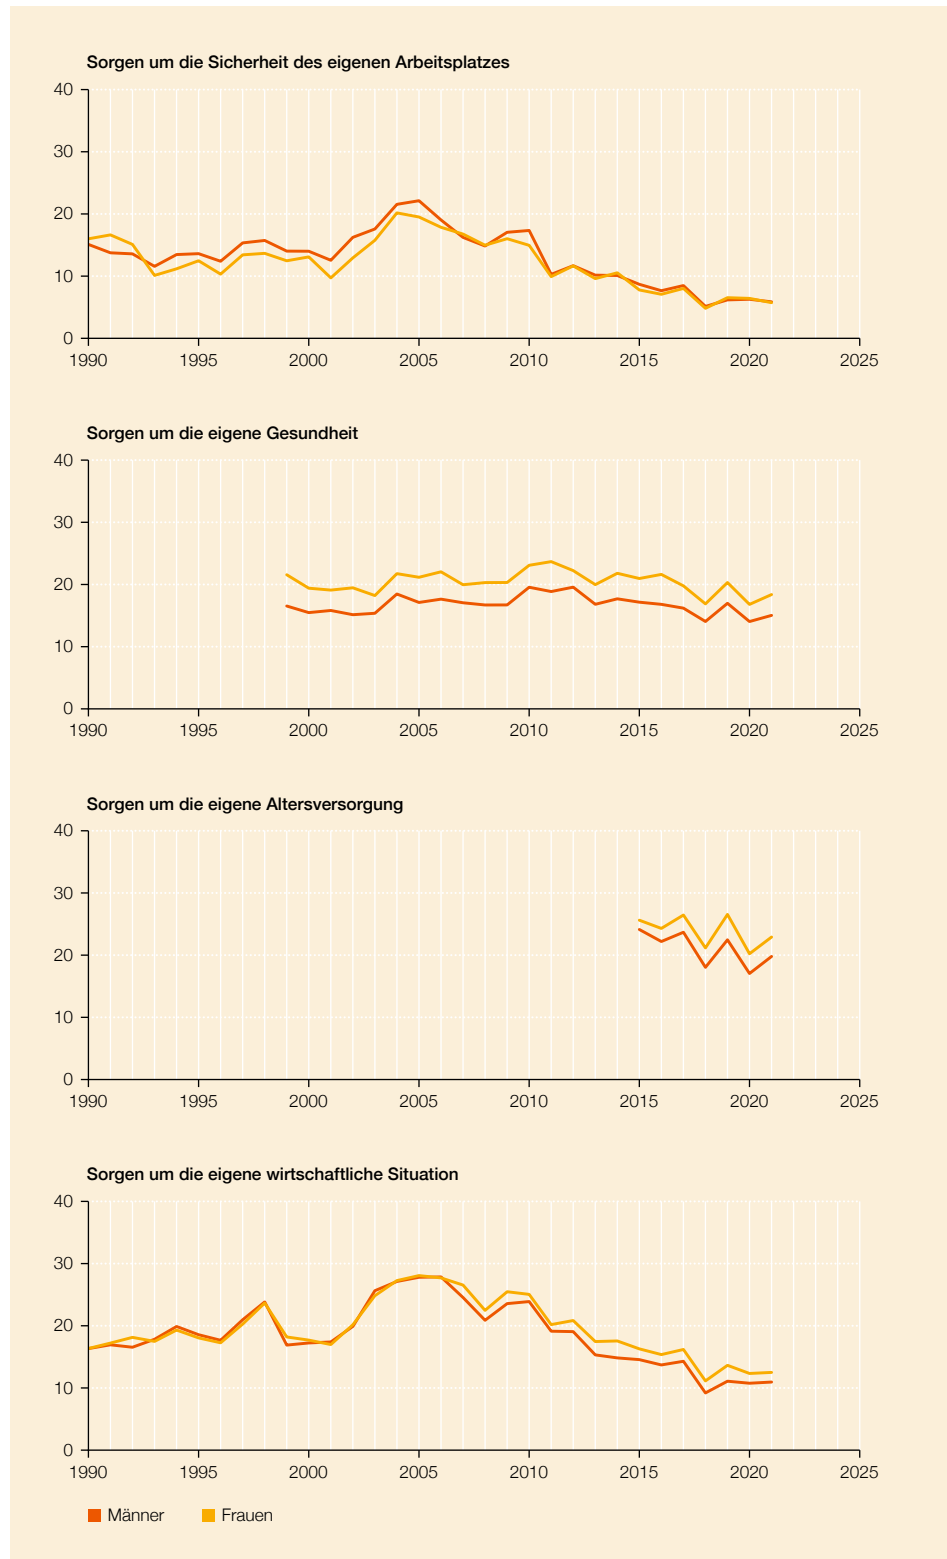 Sorgen um die Sicherheit des eigenen Arbeitsplatzes
40
30
20
10
0
1990 1995 2000 2005 2010 2015 2020 2025
Sorgen um die eigene Gesundheit
40
30
20
10
0
1990 1995 2000 2005 2010 2015 2020 2025
Sorgen um die eigene Altersversorgung
40
30
20
10
0
1990 1995 2000 2005 2010 2015 2020 2025
Sorgen um die eigene wirtschaftliche Situation
40
30
20
10
0
1990 1995 2000 2005 2010 2015 2020 2025
Männer Frauen